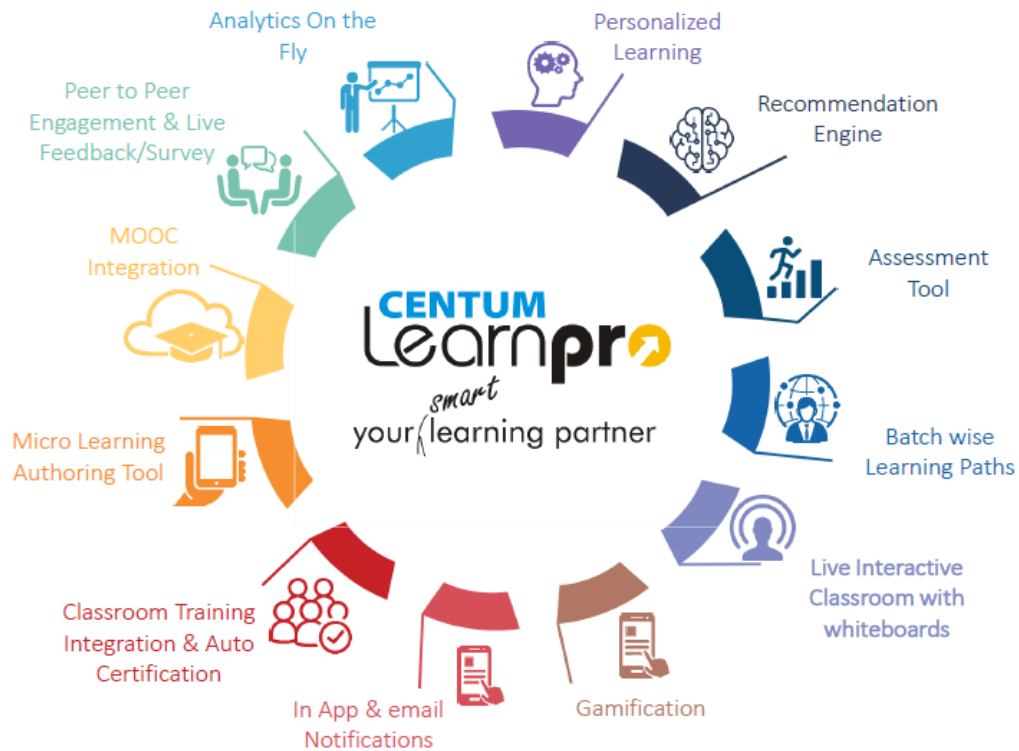 Analytics On the
Fly
Personalized
Learning
Recommendation
Engine
Assessment
Tool
Batch wise
Learning Paths
Live Interactive
Classroom with
whiteboards
Gamification
In App & email
Notifications
Classroom Training
Integration & Auto
Certification
Micro Learning
Authoring Tool
MOOC
Integration
Peer to Peer
Engagement & Live
Feedback/Survey
CENTUM
Learnpro
smart
your learning partner